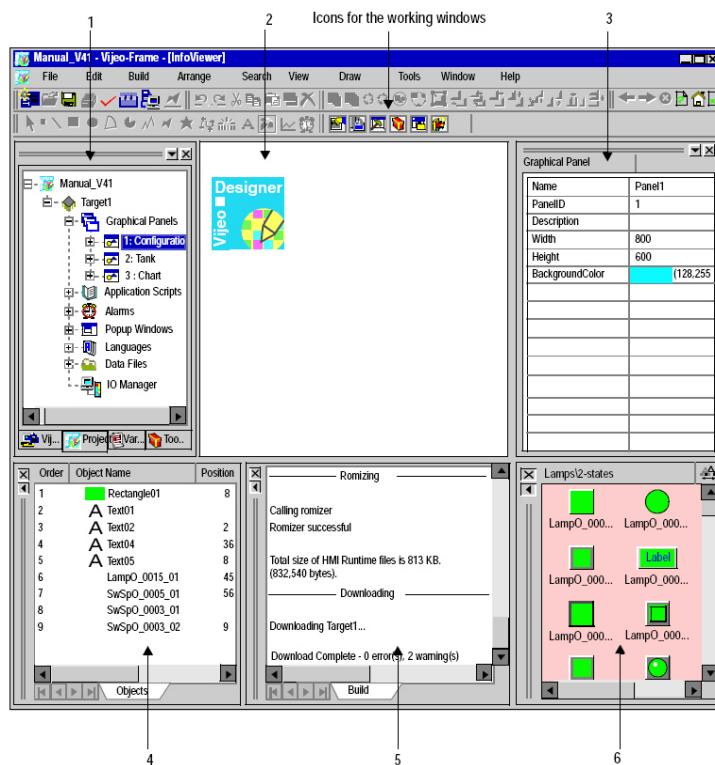 1
2
Icons for the working windows
3
Manual_V41 - Vijeo-Frame - [InfoViewer]
File Edit Build Arrange Search View Draw Tools Window Help
Manual_V41
Target1
Graphical Panels
1: Configuratio
2: Tank
3 : Chart
Application Scripts
Alarms
Popup Windows
Languages
Data Files
IO Manager
Vij... Project Var... Too..
Designer
Vijeo
Graphical Panel
Name Panel1
PanelID 1
Description
Width 800
Height 600
BackgroundColor (128,255
Order Object Name Position
1 Rectangle01 8
2 A Text01
3 A Text02 2
4 A Text04 36
5 A Text05 8
6 LampO_0015_01 45
7 SwSpO_0005_01 56
8 SwSpO_0003_01
9 SwSpO_0003_02 9
Objects
Romizing
Calling romizer
Romizer successful
Total size of HMI Runtime files is 813 KB.
(832,540 bytes).
Downloading
Downloading Target1...
Download Complete - 0 error(s), 2 warning(s)
Build
Lamps\2-states
LampO_000... LampO_000...
Label
LampO_000... LampO_000...
LampO_000... LampO_000...
4
5
6